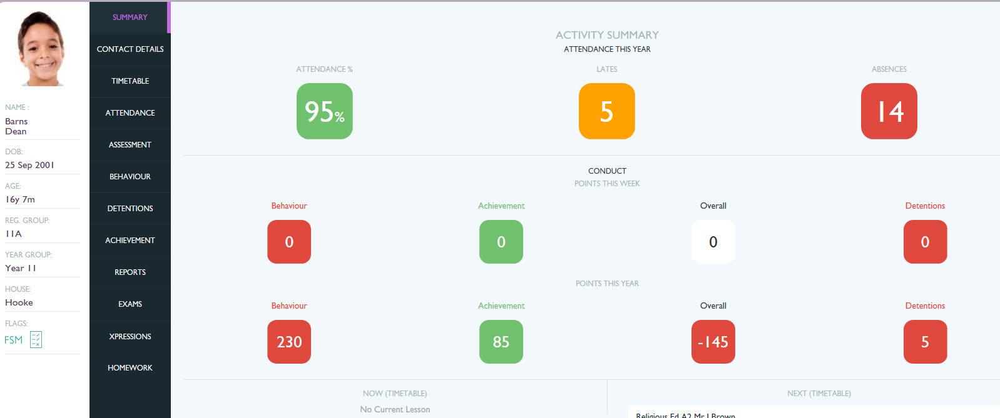 NAME :
Barns
Dean
DOB:
25 Sep 2001
AGE:
16y 7m
REG. GROUP:
11A
YEAR GROUP:
Year 11
HOUSE:
Hooke
FLAGS:
FSM
SUMMARY
CONTACT DETAILS
TIMETABLE
ATTENDANCE
ASSESSMENT
BEHAVIOUR
DETENTIONS
ACHIEVEMENT
REPORTS
EXAMS
XPRESSIONS
HOMEWORK
ACTIVITY SUMMARY
ATTENDANCE THIS YEAR
ATTENDANCE % LATES ABSENCES
95% 5 14
CONDUCT
POINTS THIS WEEK
Behaviour Achievement Overall Detentions
0 0 0 0
POINTS THIS YEAR
Behaviour Achievement Overall Detentions
230 85 -145 5
NOW (TIMETABLE) NEXT (TIMETABLE)
No Current Lesson
Religious Ed A2 Mr J Brown